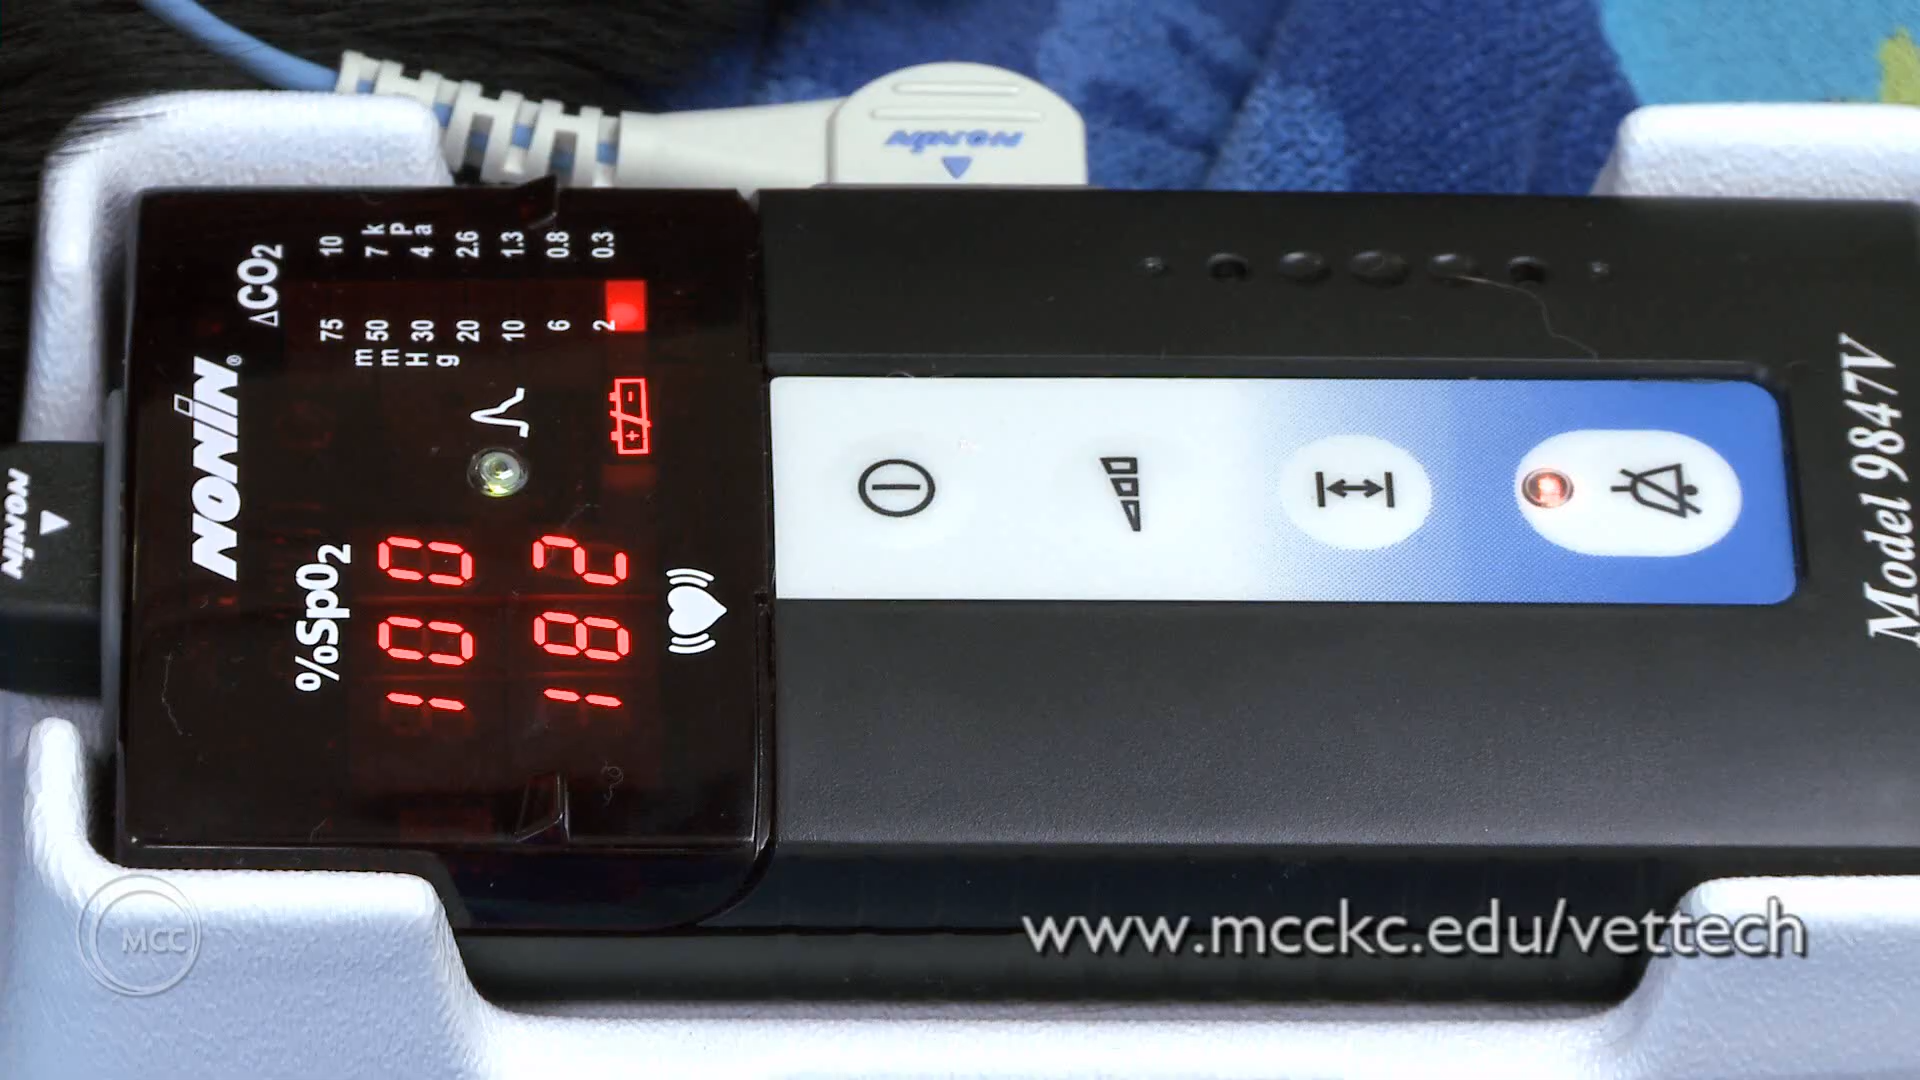 NONIN®
ΔCO2
mmHg
75
50
30
20
10
6
2
kPa
10
7
4
2.6
1.3
0.8
0.3
%SpO2
100
182
+ -
NONIN
NONIN
Model 9847V
MCC
www.mcckc.edu/vettech